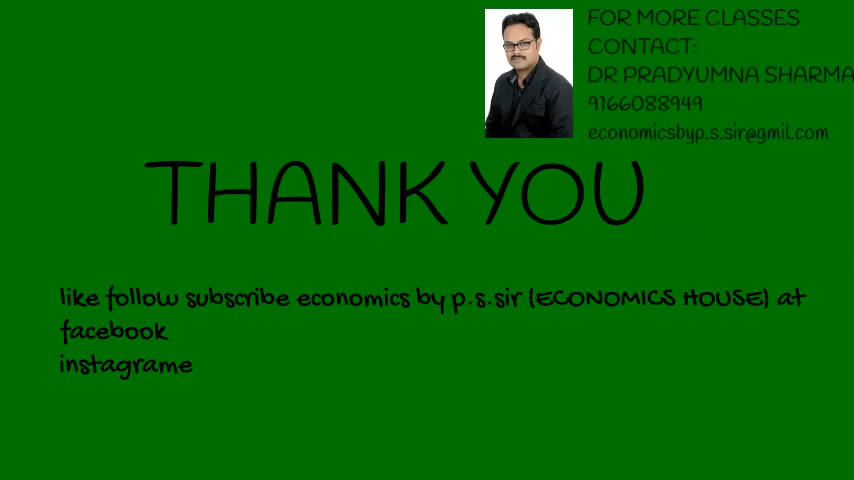 FOR MORE CLASSES
CONTACT:
DR PRADYUMNA SHARMA
9166088949
economicsbyp.s.sir@gmil.com
THANK YOU
like follow subscribe economics by p.s.sir (ECONOMICS HOUSE) at
facebook
instagrame